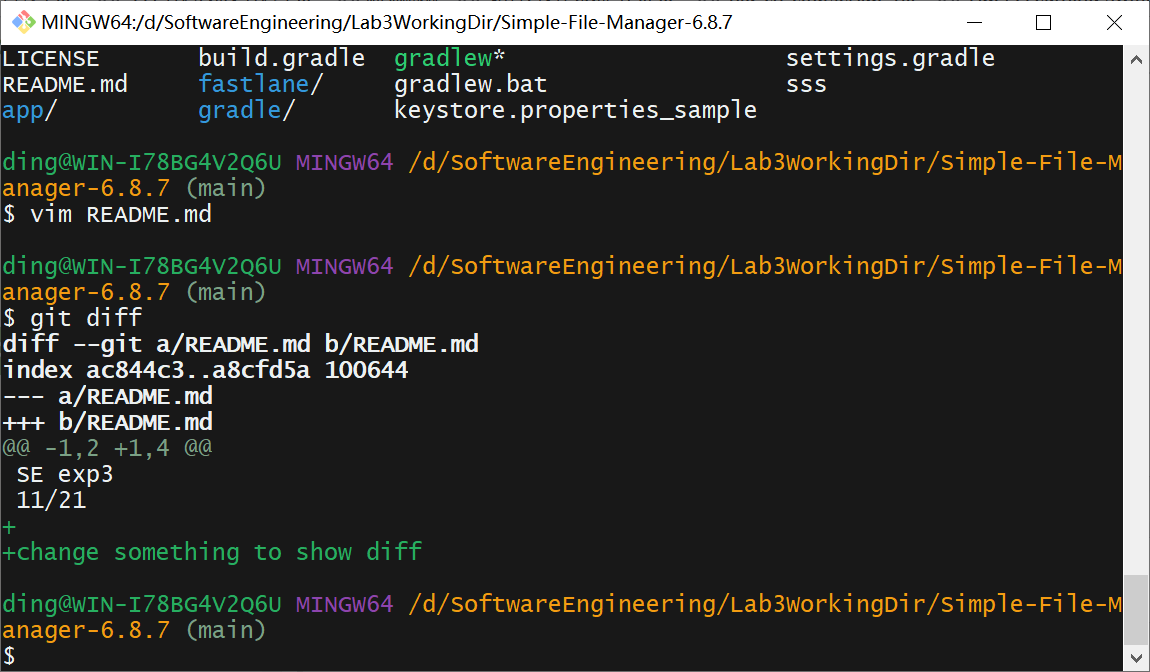 MINGW64:/d/SoftwareEngineering/Lab3WorkingDir/Simple-File-Manager-6.8.7
LICENSE build.gradle gradlew* settings.gradle
README.md fastlane/ gradlew.bat sss
app/ gradle/ keystore.properties_sample
ding@WIN-I78BG4V2Q6U MINGW64 /d/SoftwareEngineering/Lab3WorkingDir/Simple-File-M
anager-6.8.7 (main)
$ vim README.md
ding@WIN-I78BG4V2Q6U MINGW64 /d/SoftwareEngineering/Lab3WorkingDir/Simple-File-M
anager-6.8.7 (main)
$ git diff
diff --git a/README.md b/README.md
index ac844c3..a8cfd5a 100644
--- a/README.md
+++ b/README.md
@@ -1,2 +1,4 @@
 SE exp3
 11/21
+
+change something to show diff
ding@WIN-I78BG4V2Q6U MINGW64 /d/SoftwareEngineering/Lab3WorkingDir/Simple-File-M
anager-6.8.7 (main)
$